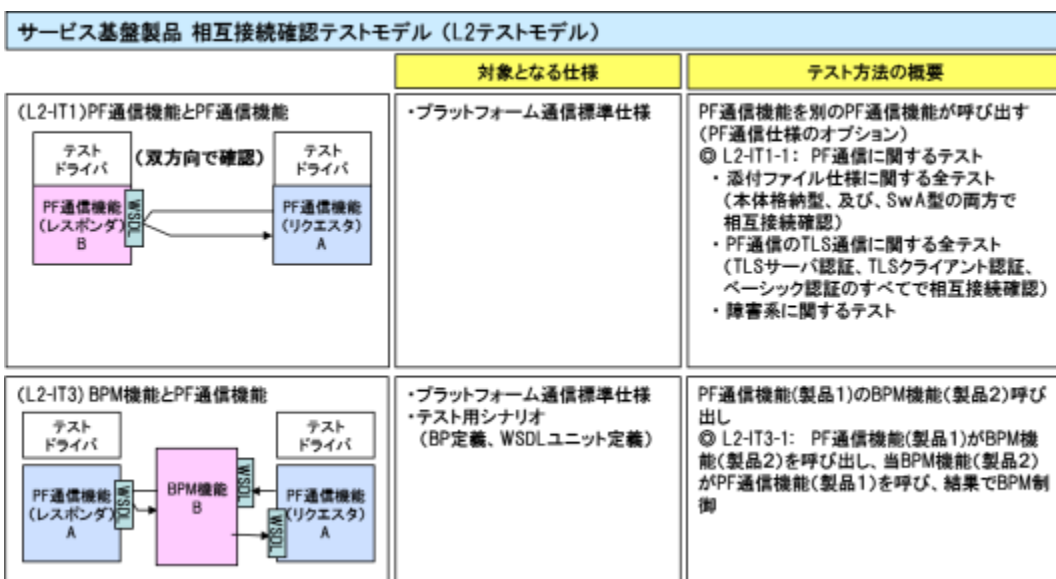 サービス基盤製品 相互接続確認テストモデル（L2テストモデル）
対象となる仕様
テスト方法の概要
(L2-IT1)PF通信機能とPF通信機能
テスト
ドライバ
(双方向で確認)
テスト
ドライバ
PF通信機能
(レスポンダ)
B
WSDL
PF通信機能
(リクエスタ)
A
・プラットフォーム通信標準仕様
PF通信機能を別のPF通信機能が呼び出す
(PF通信仕様のオプション)
◎ L2-IT1-1： PF通信に関するテスト
・添付ファイル仕様に関する全テスト
（本体格納型、及び、SwA型の両方で
相互接続確認）
・PF通信のTLS通信に関する全テスト
（TLSサーバ認証、TLSクライアント認証、
ベーシック認証のすべてで相互接続確認）
・障害系に関するテスト
(L2-IT3) BPM機能とPF通信機能
テスト
ドライバ
テスト
ドライバ
PF通信機能
(レスポンダ)
A
WSDL
BPM機能
B
WSDL
WSDL
PF通信機能
(リクエスタ)
A
・プラットフォーム通信標準仕様
・テスト用シナリオ
（BP定義、WSDLユニット定義）
PF通信機能(製品1)のBPM機能(製品2)呼び
出し
◎ L2-IT3-1： PF通信機能(製品1)がBPM機
能(製品2)を呼び出し、当BPM機能(製品2)
がPF通信機能(製品1)を呼び、結果でBPM制
御